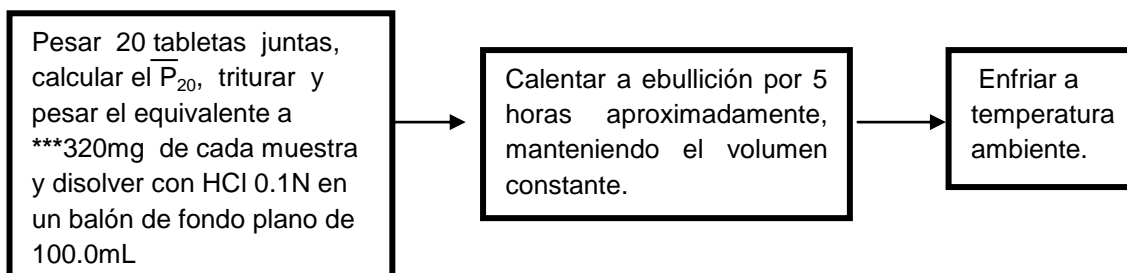 Pesar 20 tabletas juntas,
calcular el P̅₂₀, triturar y
pesar el equivalente a
***320mg de cada muestra
y disolver con HCl 0.1N en
un balón de fondo plano de
100.0mL
Calentar a ebullición por 5
horas aproximadamente,
manteniendo el volumen
constante.
Enfriar a
temperatura
ambiente.